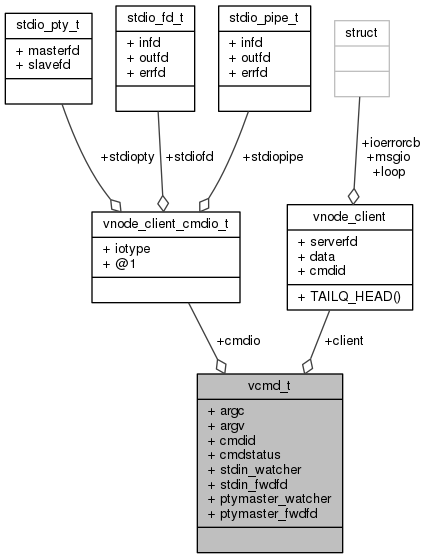 stdio_pty_t
+ masterfd
+ slavefd
stdio_fd_t
+ infd
+ outfd
+ errfd
stdio_pipe_t
+ infd
+ outfd
+ errfd
struct
+stdiopty
+stdiofd
+stdiopipe
+ioerrorcb
+msgio
+loop
vnode_client_cmdio_t
+ iotype
+ @1
vnode_client
+ serverfd
+ data
+ cmdid
+ TAILQ_HEAD()
+cmdio
+client
vcmd_t
+ argc
+ argv
+ cmdid
+ cmdstatus
+ stdin_watcher
+ stdin_fwdfd
+ ptymaster_watcher
+ ptymaster_fwdfd